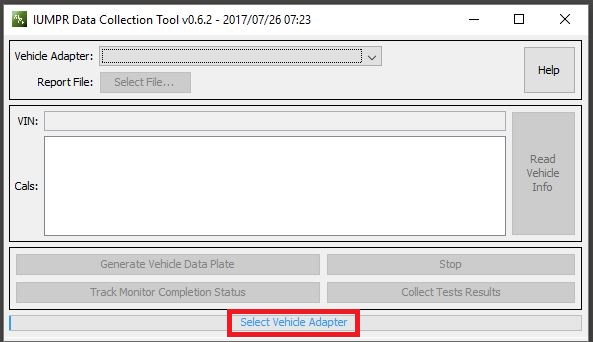 IUMPR Data Collection Tool v0.6.2 - 2017/07/26 07:23
Vehicle Adapter:
Help
Report File: Select File...
VIN:
Cals:
Read
Vehicle
Info
Generate Vehicle Data Plate
Stop
Track Monitor Completion Status
Collect Tests Results
Select Vehicle Adapter